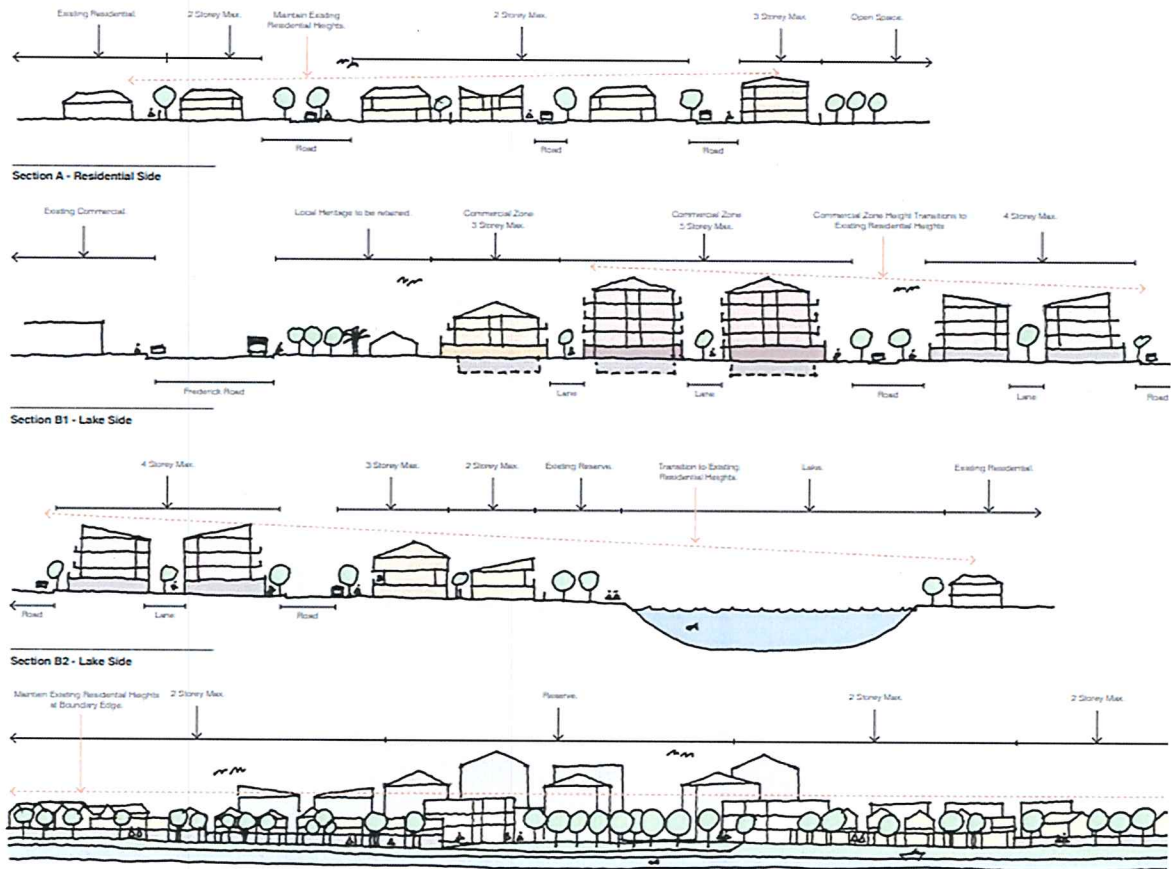 Existing Residential.
2 Storey Max.
Maintain Existing
Residential Heights.
2 Storey Max.
3 Storey Max.
Open Space.
Road
Road
Road
Section A - Residential Side
Existing Commercial.
Local Heritage to be retained.
Commercial Zone
3 Storey Max.
Commercial Zone
5 Storey Max.
Commercial Zone Height Transitions to
Existing Residential Heights
4 Storey Max.
Frederick Road
Lane
Lane
Road
Lane
Road
Section B1 - Lake Side
4 Storey Max.
3 Storey Max.
2 Storey Max.
Existing Reserve.
Transition to Existing
Residential Heights.
Lake.
Existing Residential.
Road
Lane
Road
Section B2 - Lake Side
Maintain Existing Residential Heights
at Boundary Edge.
2 Storey Max.
Reserve.
2 Storey Max.
2 Storey Max.